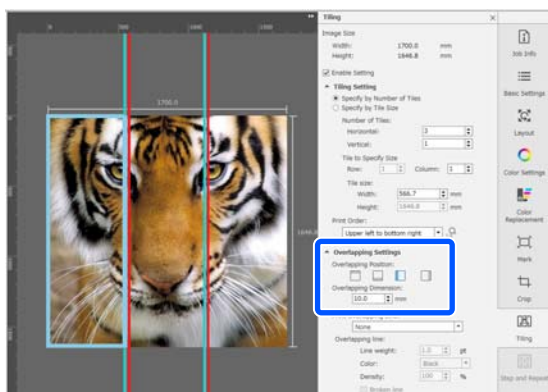 Tiling
Image Size
Width: 1700.0 mm
Height: 1646.8 mm
Enable Setting
Tiling Setting
Specify by Number of Tiles
Specify by Tile Size
Number of Tiles:
Horizontal: 3
Vertical: 1
Tile to Specify Size
Row: 1 Column: 1
Tile size:
Width: 566.7 mm
Height: 1646.8 mm
Print Order:
Upper left to bottom right
Overlapping Settings
Overlapping Position:
Overlapping Dimension:
10.0 mm
None
Overlapping line:
Line weight: 1.0 pt
Color: Black
Density: 100 %
Broken line
Job Info
Basic Settings
Layout
Color Settings
Color
Replacement
Mark
Crop
Tiling
Step and Repeat
0 500 1000 1500
1700.0
1646.8